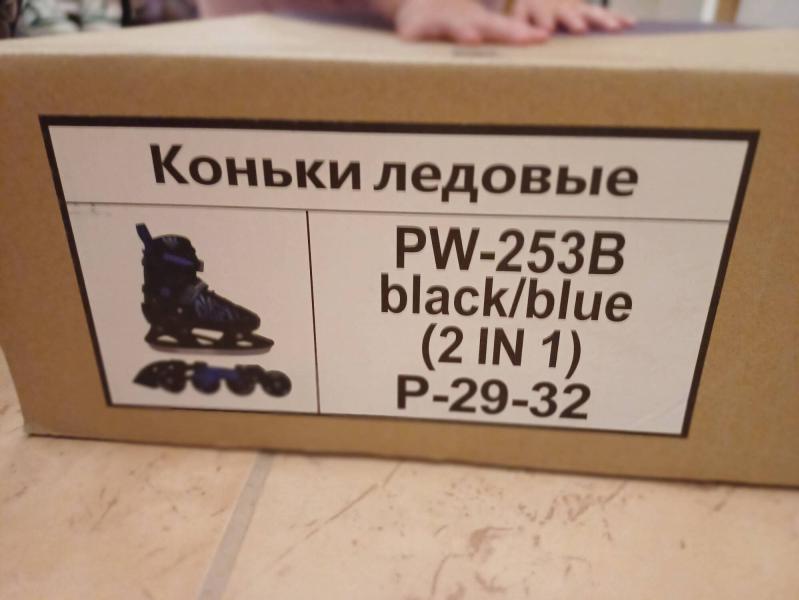 Коньки ледовые
PW-253B
black/blue
(2 IN 1)
Р-29-32